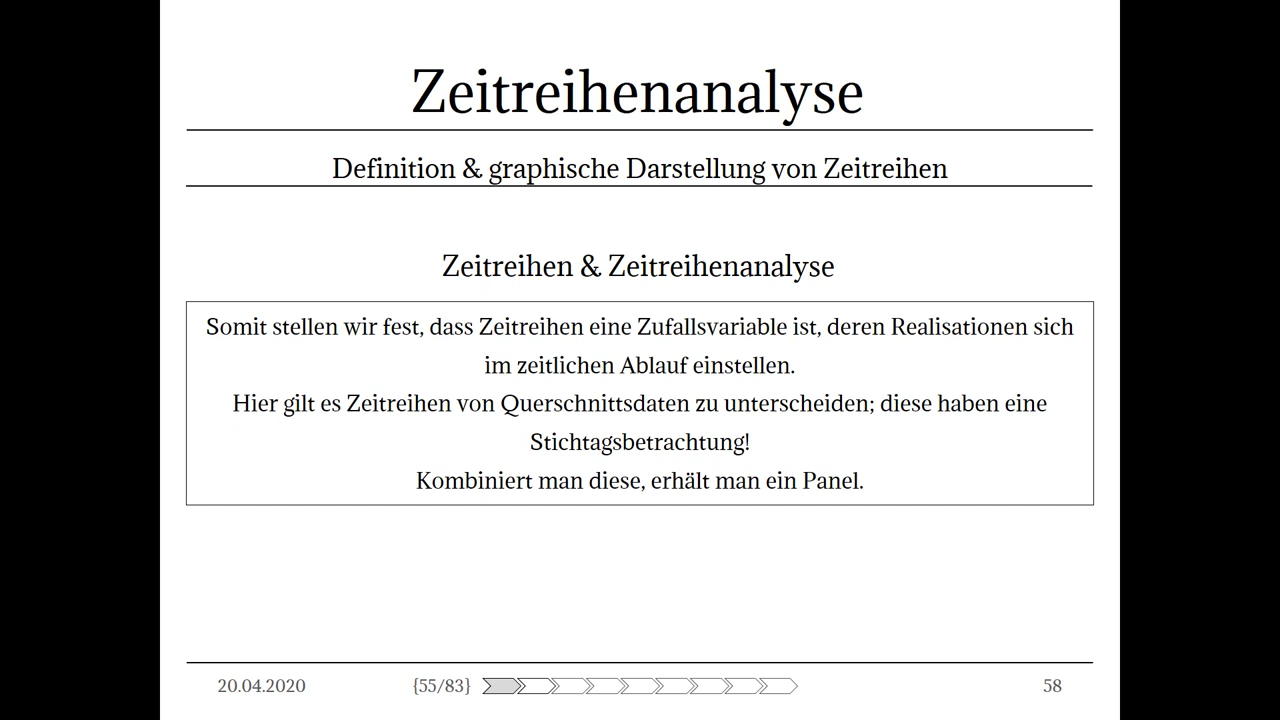 Zeitreihenanalyse
Definition & graphische Darstellung von Zeitreihen
Zeitreihen & Zeitreihenanalyse
Somit stellen wir fest, dass Zeitreihen eine Zufallsvariable ist, deren Realisationen sich
im zeitlichen Ablauf einstellen.
Hier gilt es Zeitreihen von Querschnittsdaten zu unterscheiden; diese haben eine
Stichtagsbetrachtung!
Kombiniert man diese, erhält man ein Panel.
20.04.2020 {55/83} 58